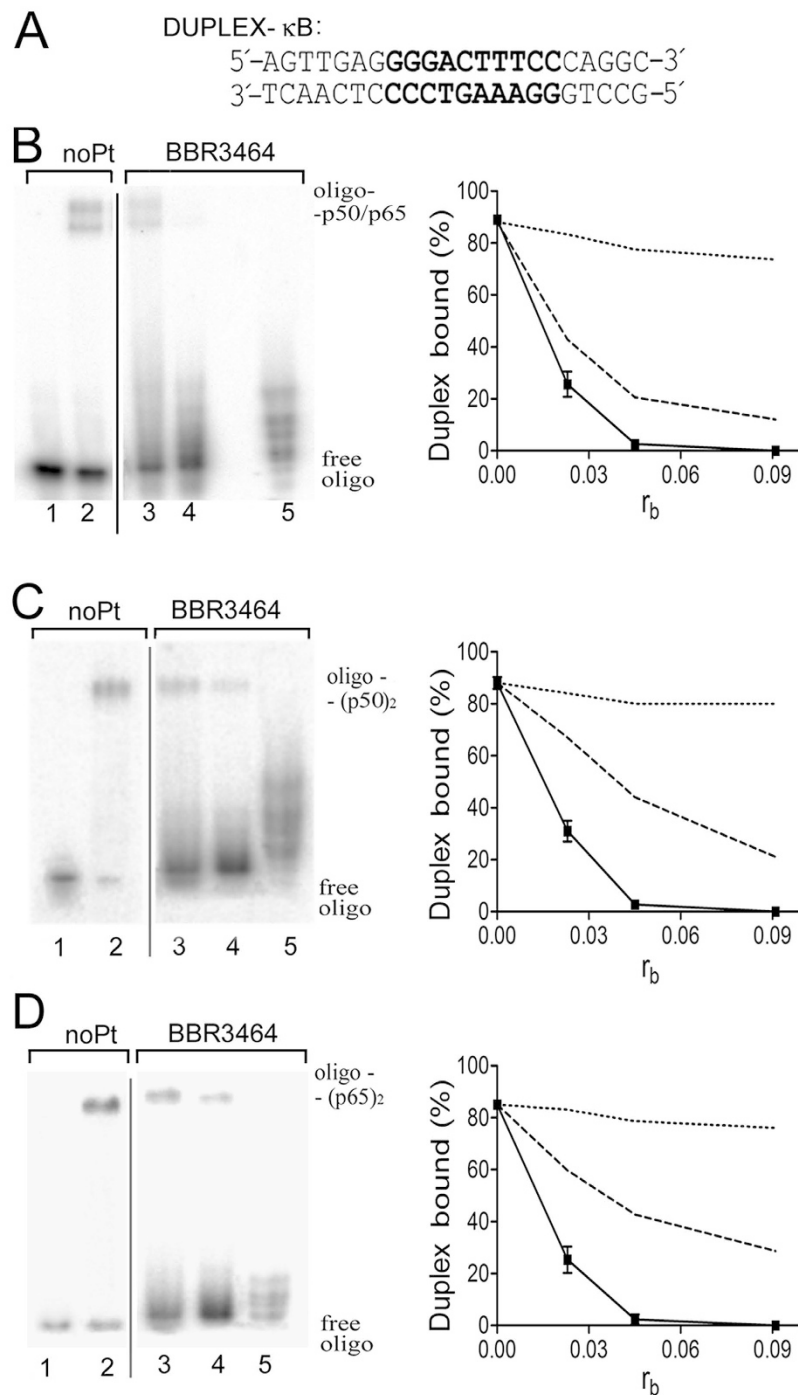 A
DUPLEX- κB:
5´-AGTTGAGGGGACTTTCCCAGGC-3´
3´-TCAACTCCCCTGAAAGGGTCCG-5´
B
noPt BBR3464
oligo-
-p50/p65
free
oligo
1 2 3 4 5
Duplex bound (%)
100
80
60
40
20
0
0.00 0.03 0.06 0.09
rb
C
noPt BBR3464
oligo -
- (p50)2
free
oligo
1 2 3 4 5
Duplex bound (%)
100
80
60
40
20
0
0.00 0.03 0.06 0.09
rb
D
noPt BBR3464
oligo -
- (p65)2
free
oligo
1 2 3 4 5
Duplex bound (%)
100
80
60
40
20
0
0.00 0.03 0.06 0.09
rb